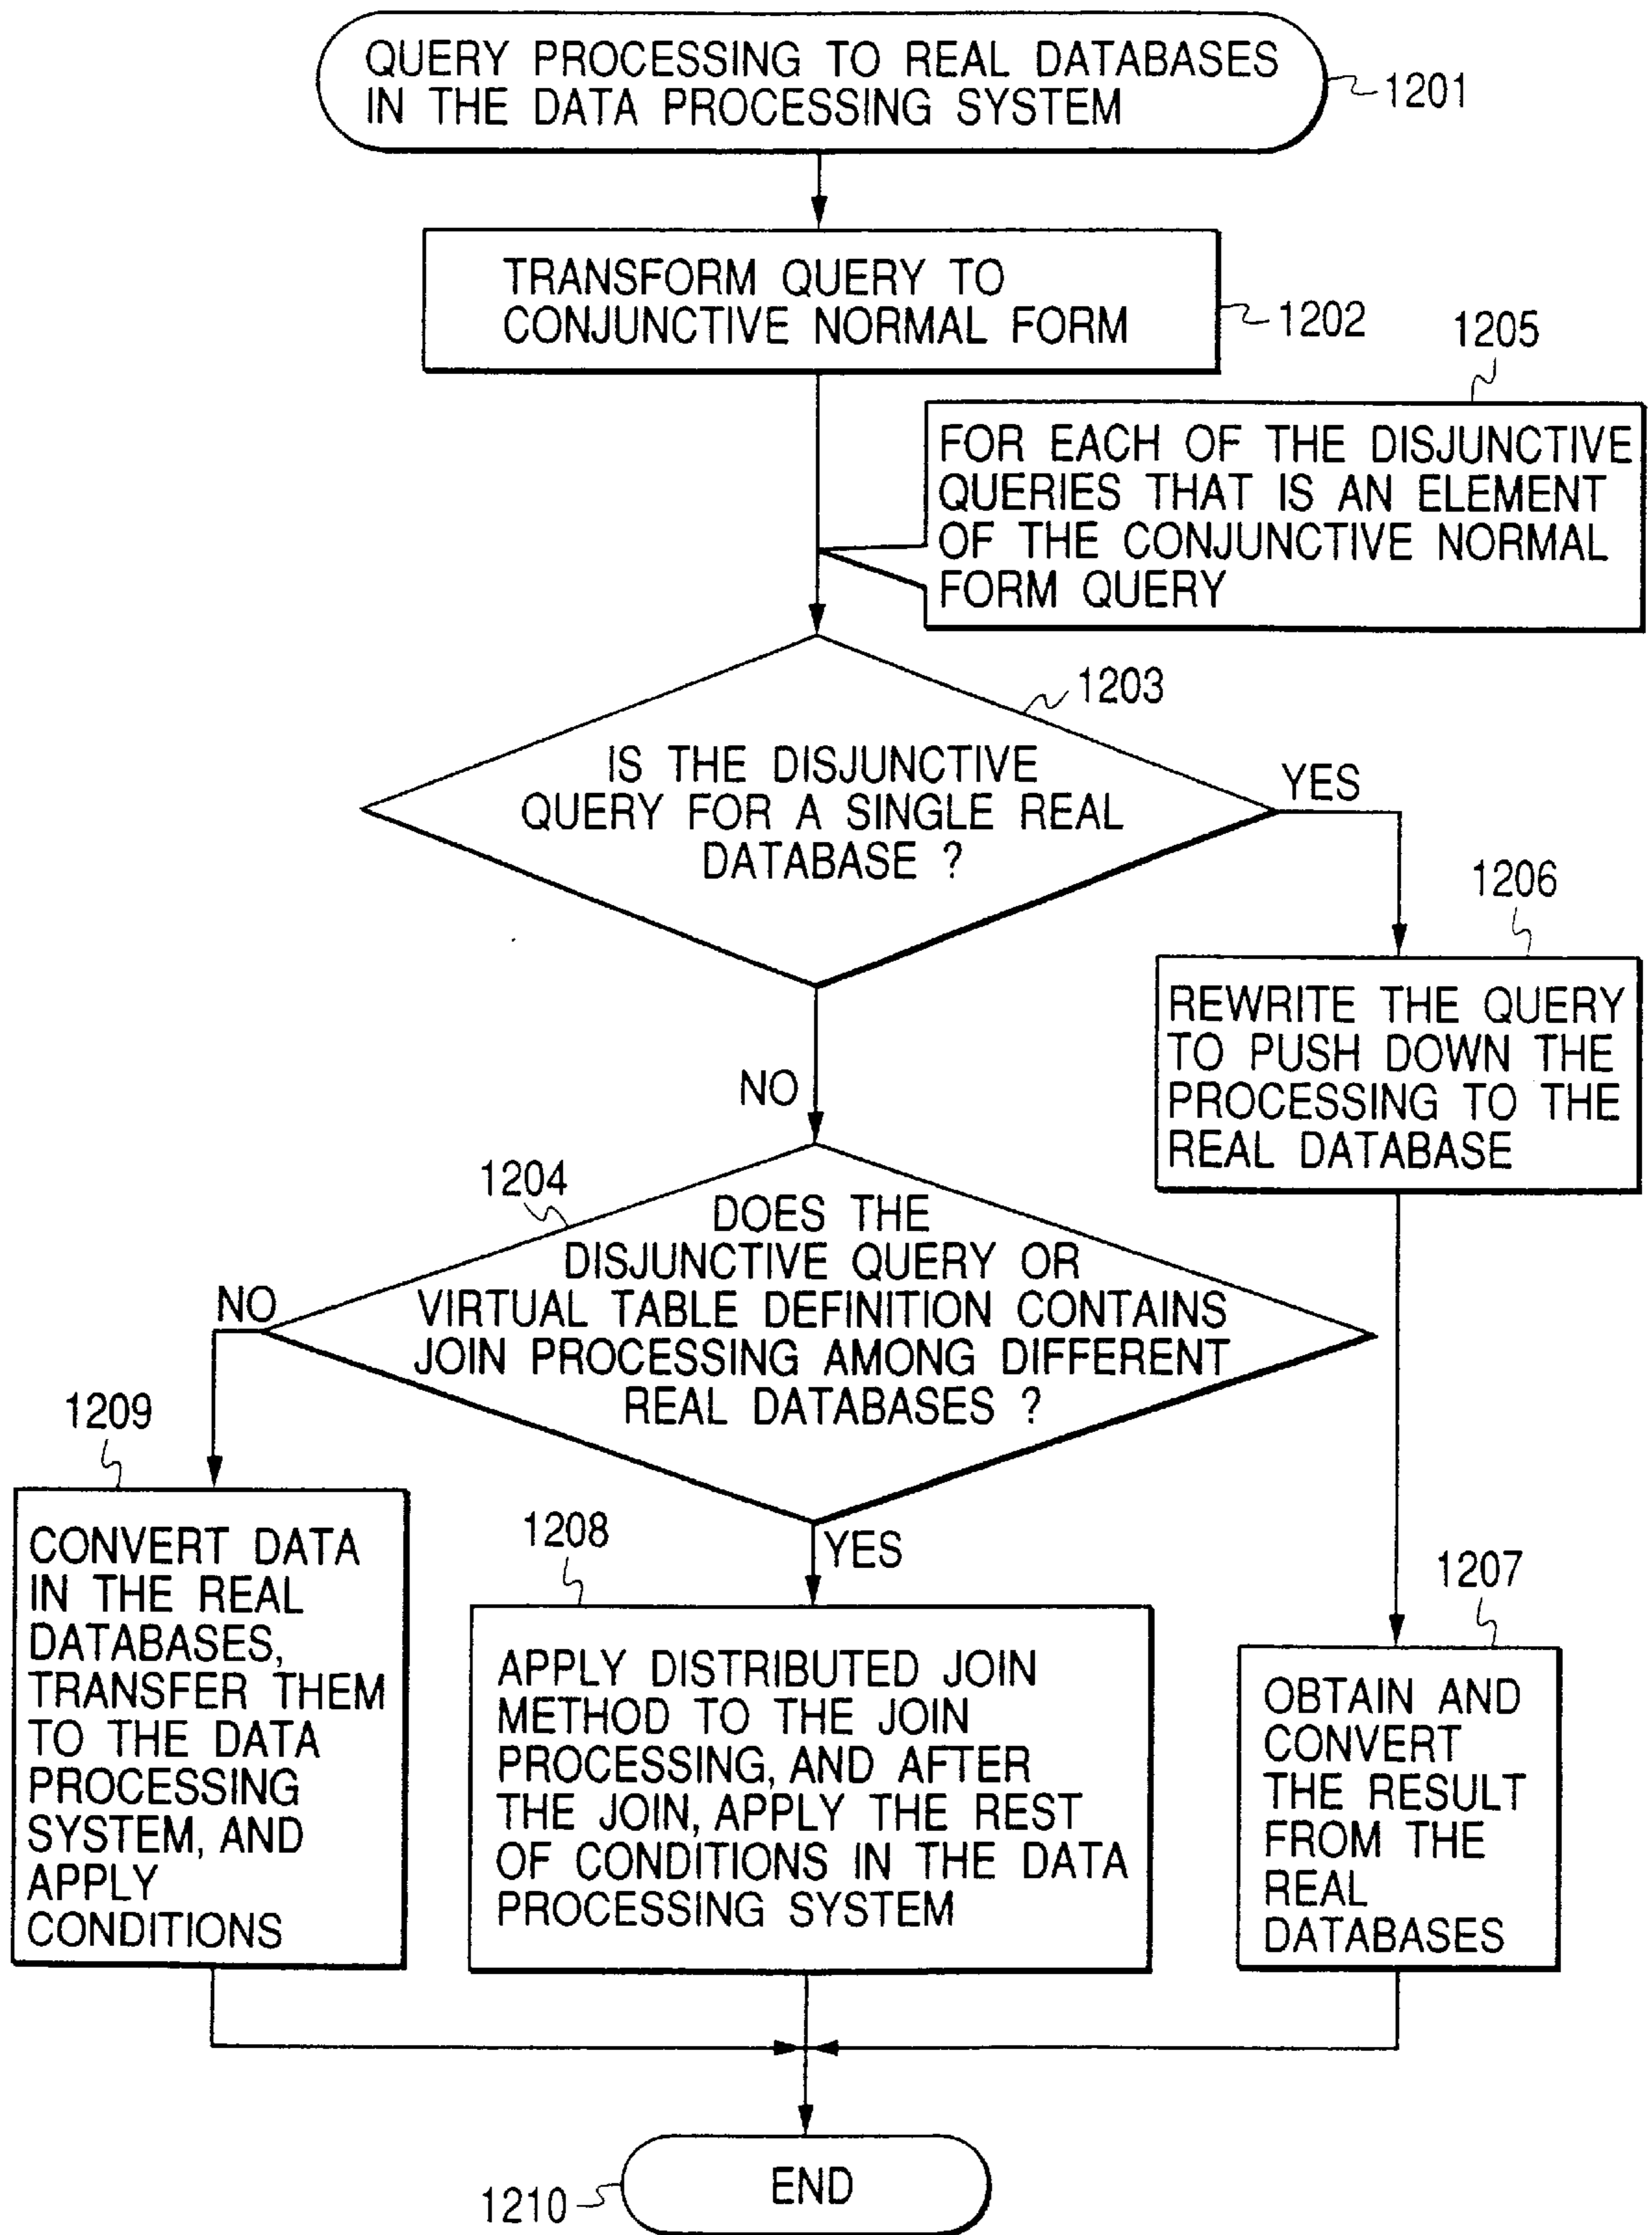 QUERY PROCESSING TO REAL DATABASES
IN THE DATA PROCESSING SYSTEM
1201
TRANSFORM QUERY TO
CONJUNCTIVE NORMAL FORM
1202
1205
FOR EACH OF THE DISJUNCTIVE
QUERIES THAT IS AN ELEMENT
OF THE CONJUNCTIVE NORMAL
FORM QUERY
1203
IS THE DISJUNCTIVE
QUERY FOR A SINGLE REAL
DATABASE ?
YES
NO
1206
REWRITE THE QUERY
TO PUSH DOWN THE
PROCESSING TO THE
REAL DATABASE
1204
DOES THE
DISJUNCTIVE QUERY OR
VIRTUAL TABLE DEFINITION CONTAINS
JOIN PROCESSING AMONG DIFFERENT
REAL DATABASES ?
NO
YES
1209
CONVERT DATA
IN THE REAL
DATABASES,
TRANSFER THEM
TO THE DATA
PROCESSING
SYSTEM, AND
APPLY
CONDITIONS
1208
APPLY DISTRIBUTED JOIN
METHOD TO THE JOIN
PROCESSING, AND AFTER
THE JOIN, APPLY THE REST
OF CONDITIONS IN THE DATA
PROCESSING SYSTEM
1207
OBTAIN AND
CONVERT
THE RESULT
FROM THE
REAL
DATABASES
END
1210